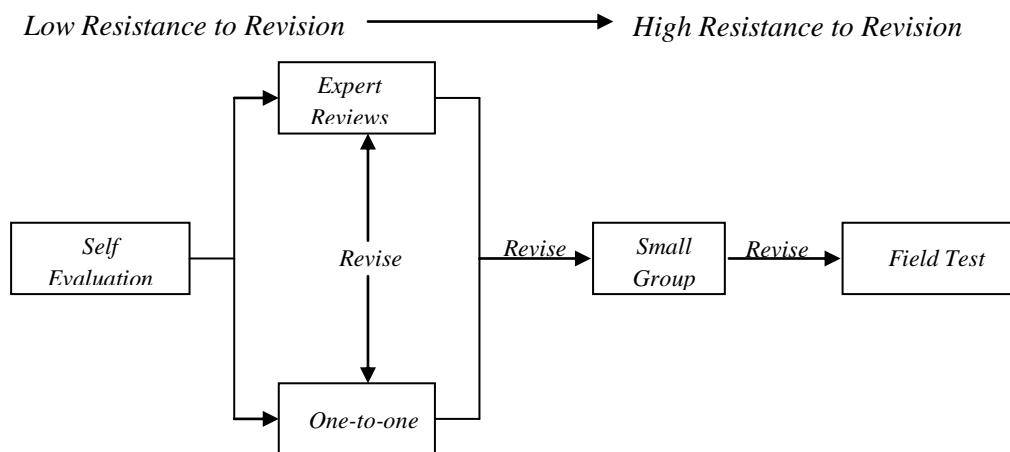 Low Resistance to Revision
High Resistance to Revision
Expert
Reviews
Self
Evaluation
Revise
Revise
Small
Group
Revise
Field Test
One-to-one